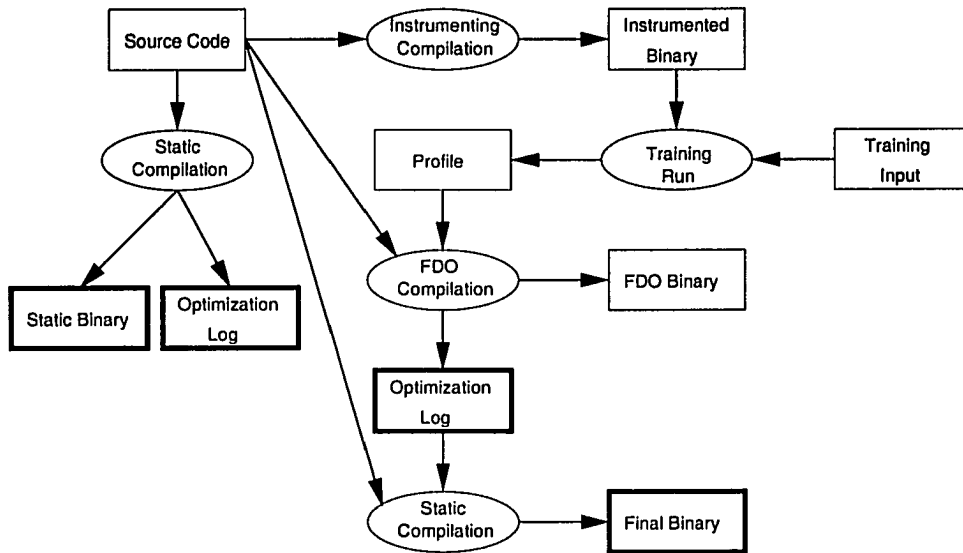 Source Code
Instrumenting
Compilation
Instrumented
Binary
Static
Compilation
Profile
Training
Run
Training
Input
FDO
Compilation
FDO Binary
Static Binary
Optimization
Log
Optimization
Log
Static
Compilation
Final Binary